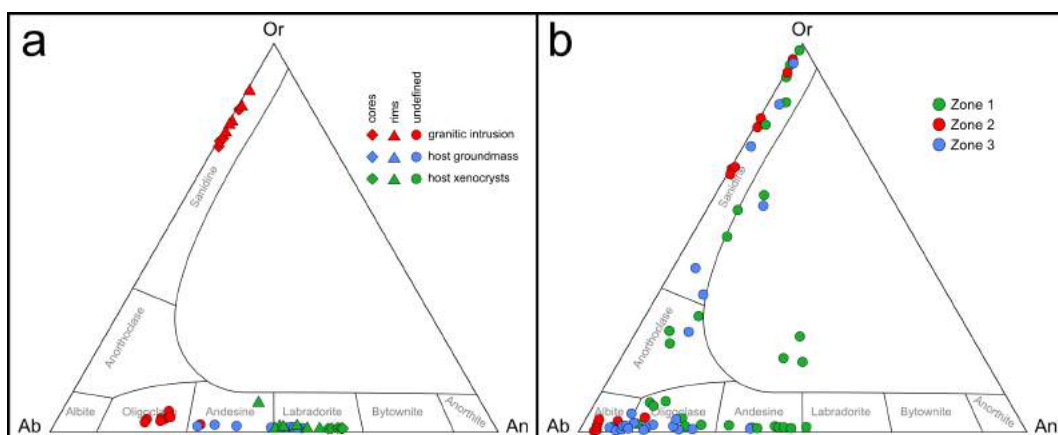 a
Or
cores
rims
undefined
granitic intrusion
host groundmass
host xenocrysts
Sanidine
Anorthoclase
Albite
Oligoclase
Andesine
Labradorite
Bytownite
Anorthite
Ab
An
b
Or
Zone 1
Zone 2
Zone 3
Sanidine
Anorthoclase
Albite
Oligoclase
Andesine
Labradorite
Bytownite
Anorthite
Ab
An